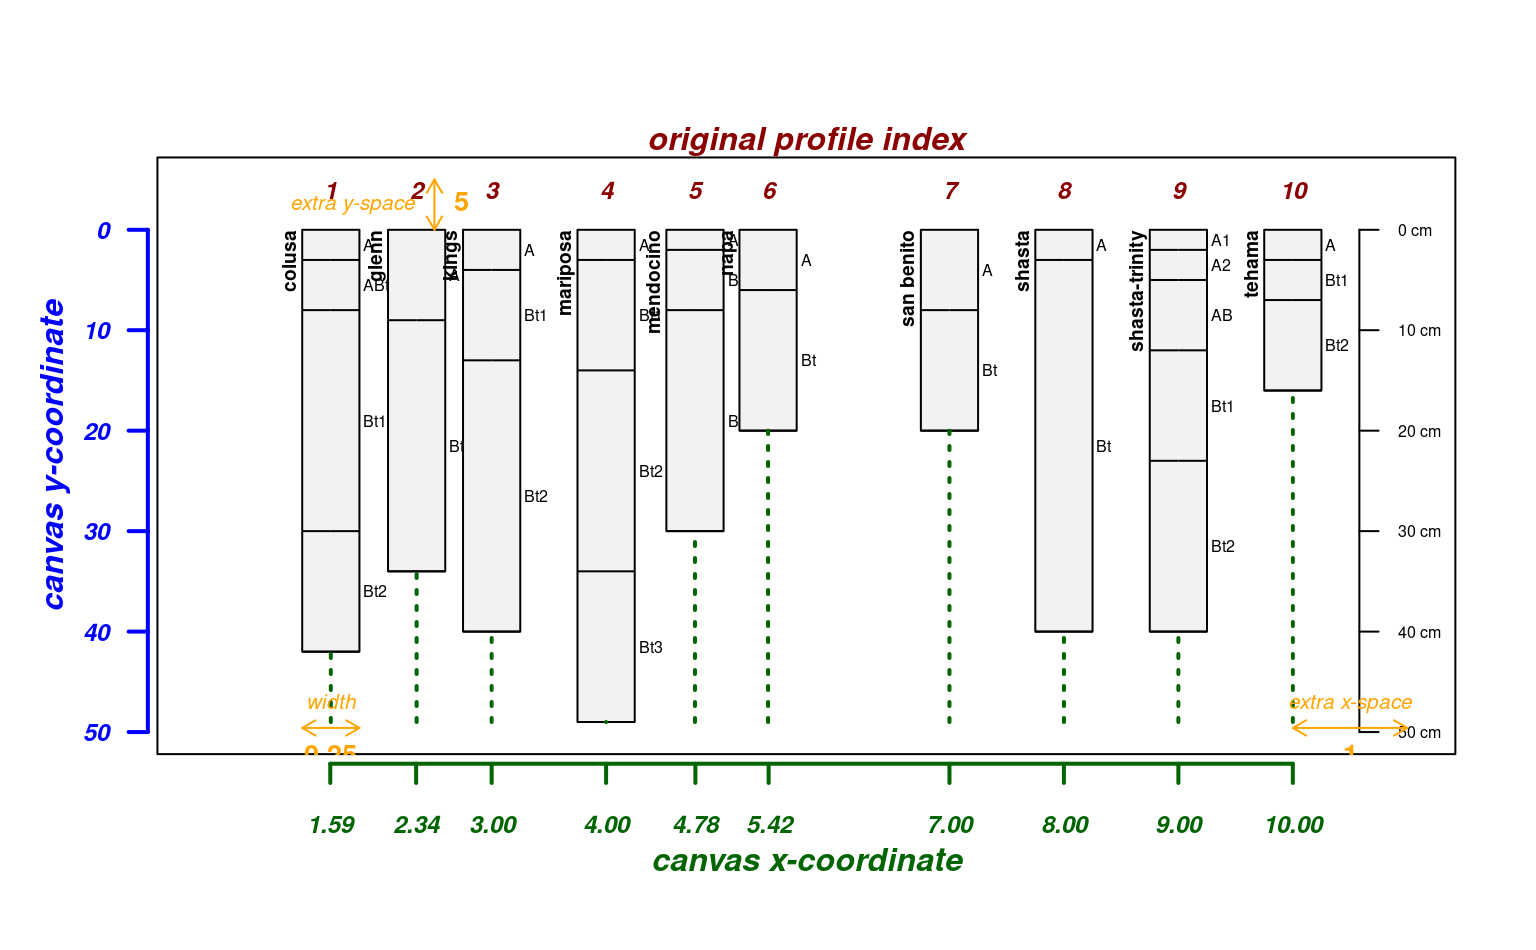 original profile index
1 2 3 4 5 6 7 8 9 10
extra y-space 5
canvas y-coordinate
0
10
20
30
40
50
colusa
A
ABt
Bt1
Bt2
glenn
A
Bt
kings
A
Bt1
Bt2
mariposa
A
Bt2
Bt3
mendocino
A
B
B
napa
A
Bt
san benito
A
Bt
shasta
A
Bt
shasta-trinity
A1
A2
AB
Bt1
Bt2
tehama
A
Bt1
Bt2
0 cm
10 cm
20 cm
30 cm
40 cm
50 cm
width
0.25
extra x-space
1
1.59 2.34 3.00 4.00 4.78 5.42 7.00 8.00 9.00 10.00
canvas x-coordinate